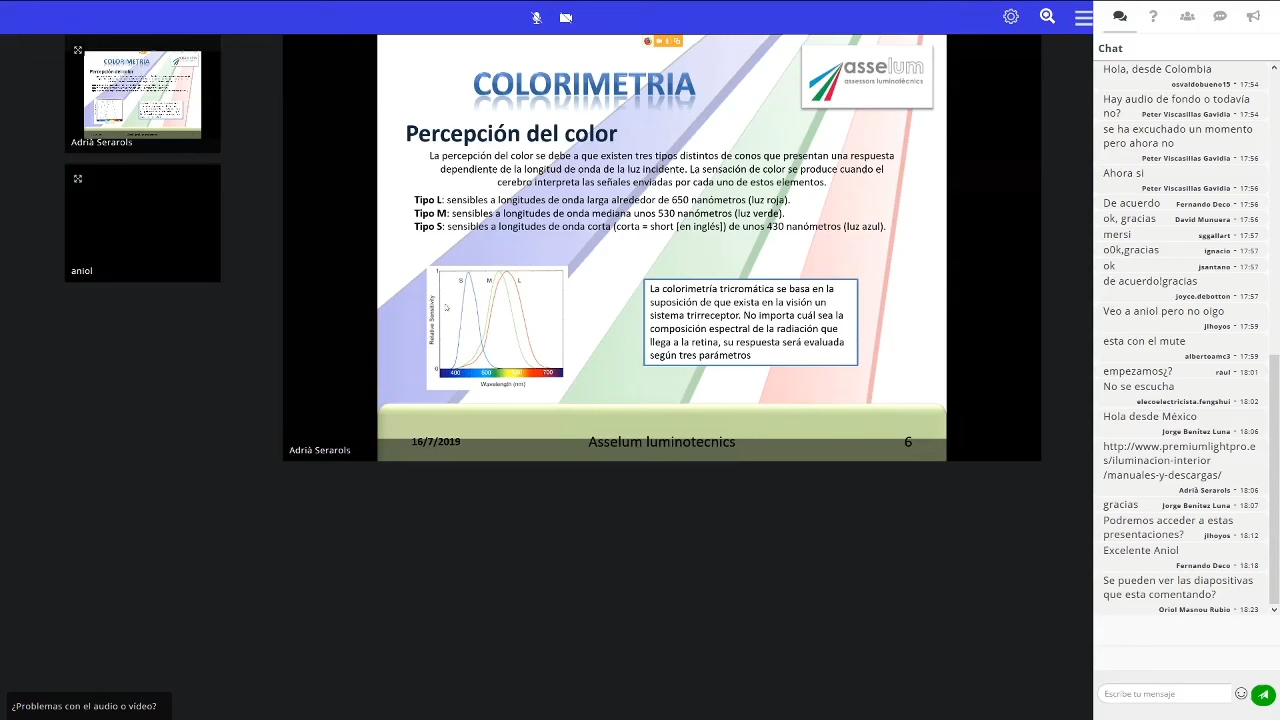 Adrià Serarols
aniol
COLORIMETRIA
asselum
assessors luminotècnics
Percepción del color
La percepción del color se debe a que existen tres tipos distintos de conos que presentan una respuesta
dependiente de la longitud de onda de la luz incidente. La sensación de color se produce cuando el
cerebro interpreta las señales enviadas por cada uno de estos elementos.
Tipo L: sensibles a longitudes de onda larga alrededor de 650 nanómetros (luz roja).
Tipo M: sensibles a longitudes de onda mediana unos 530 nanómetros (luz verde).
Tipo S: sensibles a longitudes de onda corta (corta = short [en inglés]) de unos 430 nanómetros (luz azul).
1
S M L
Relative Sensitivity
0
400 500 600 700
Wavelength (nm)
La colorimetría tricromática se basa en la
suposición de que exista en la visión un
sistema trirreceptor. No importa cuál sea la
composición espectral de la radiación que
llega a la retina, su respuesta será evaluada
según tres parámetros
16/7/2019 Asselum luminotecnics 6
Adrià Serarols
¿Problemas con el audio o vídeo?
Chat
Hola, desde Colombia
osvaldobueno15 - 17:54
Hay audio de fondo o todavía
no? Peter Viscasillas Gavidia - 17:54
se ha excuchado un momento
pero ahora no
Peter Viscasillas Gavidia - 17:56
Ahora si
Peter Viscasillas Gavidia - 17:56
De acuerdo Fernando Deco - 17:56
ok, gracias David Munuera - 17:56
mersi sggallart - 17:57
o0k,gracias ignacio - 17:57
ok jsantano - 17:57
de acuerdo!gracias
joyce.debotton - 17:57
Veo a aniol pero no oigo
jlhoyos - 17:59
esta con el mute
albertoamc3 - 17:59
empezamos¿? raul - 18:01
No se escucha
elecoelectricista.fengshui - 18:02
Hola desde México
Jorge Benítez Luna - 18:06
http://www.premiumlightpro.e
s/iluminacion-interior
/manuales-y-descargas/
Adrià Serarols - 18:06
gracias Jorge Benítez Luna - 18:07
Podremos acceder a estas
presentaciones? jlhoyos - 18:12
Excelente Aniol
Fernando Deco - 18:18
Se pueden ver las diapositivas
que esta comentando?
Oriol Masnou Rubio - 18:23
Escribe tu mensaje